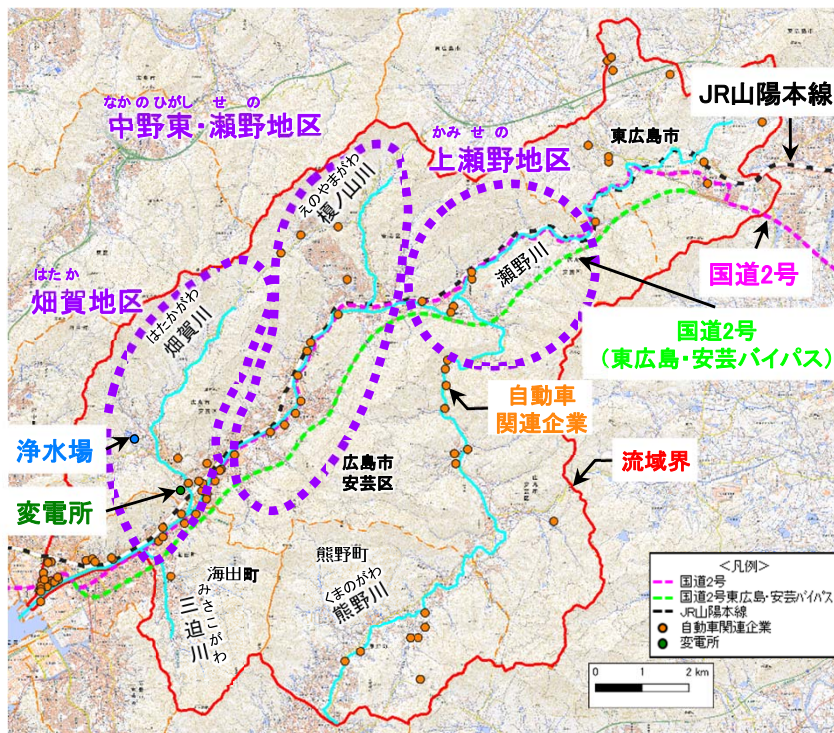 なかのひがし せの
中野東・瀬野地区
かみせの
上瀬野地区
東広島市
JR山陽本線
えのやまがわ
榎ノ山川
はたか
畑賀地区
はたかがわ
畑賀川
瀬野川
国道2号
国道2号
(東広島・安芸バイパス)
自動車
関連企業
浄水場
変電所
広島市
安芸区
流域界
海田町
熊野町
みさこがわ
三迫川
くまのがわ
熊野川
<凡例>
国道2号
国道2号東広島・安芸バイパス
JR山陽本線
自動車関連企業
変電所
0 1 2 km